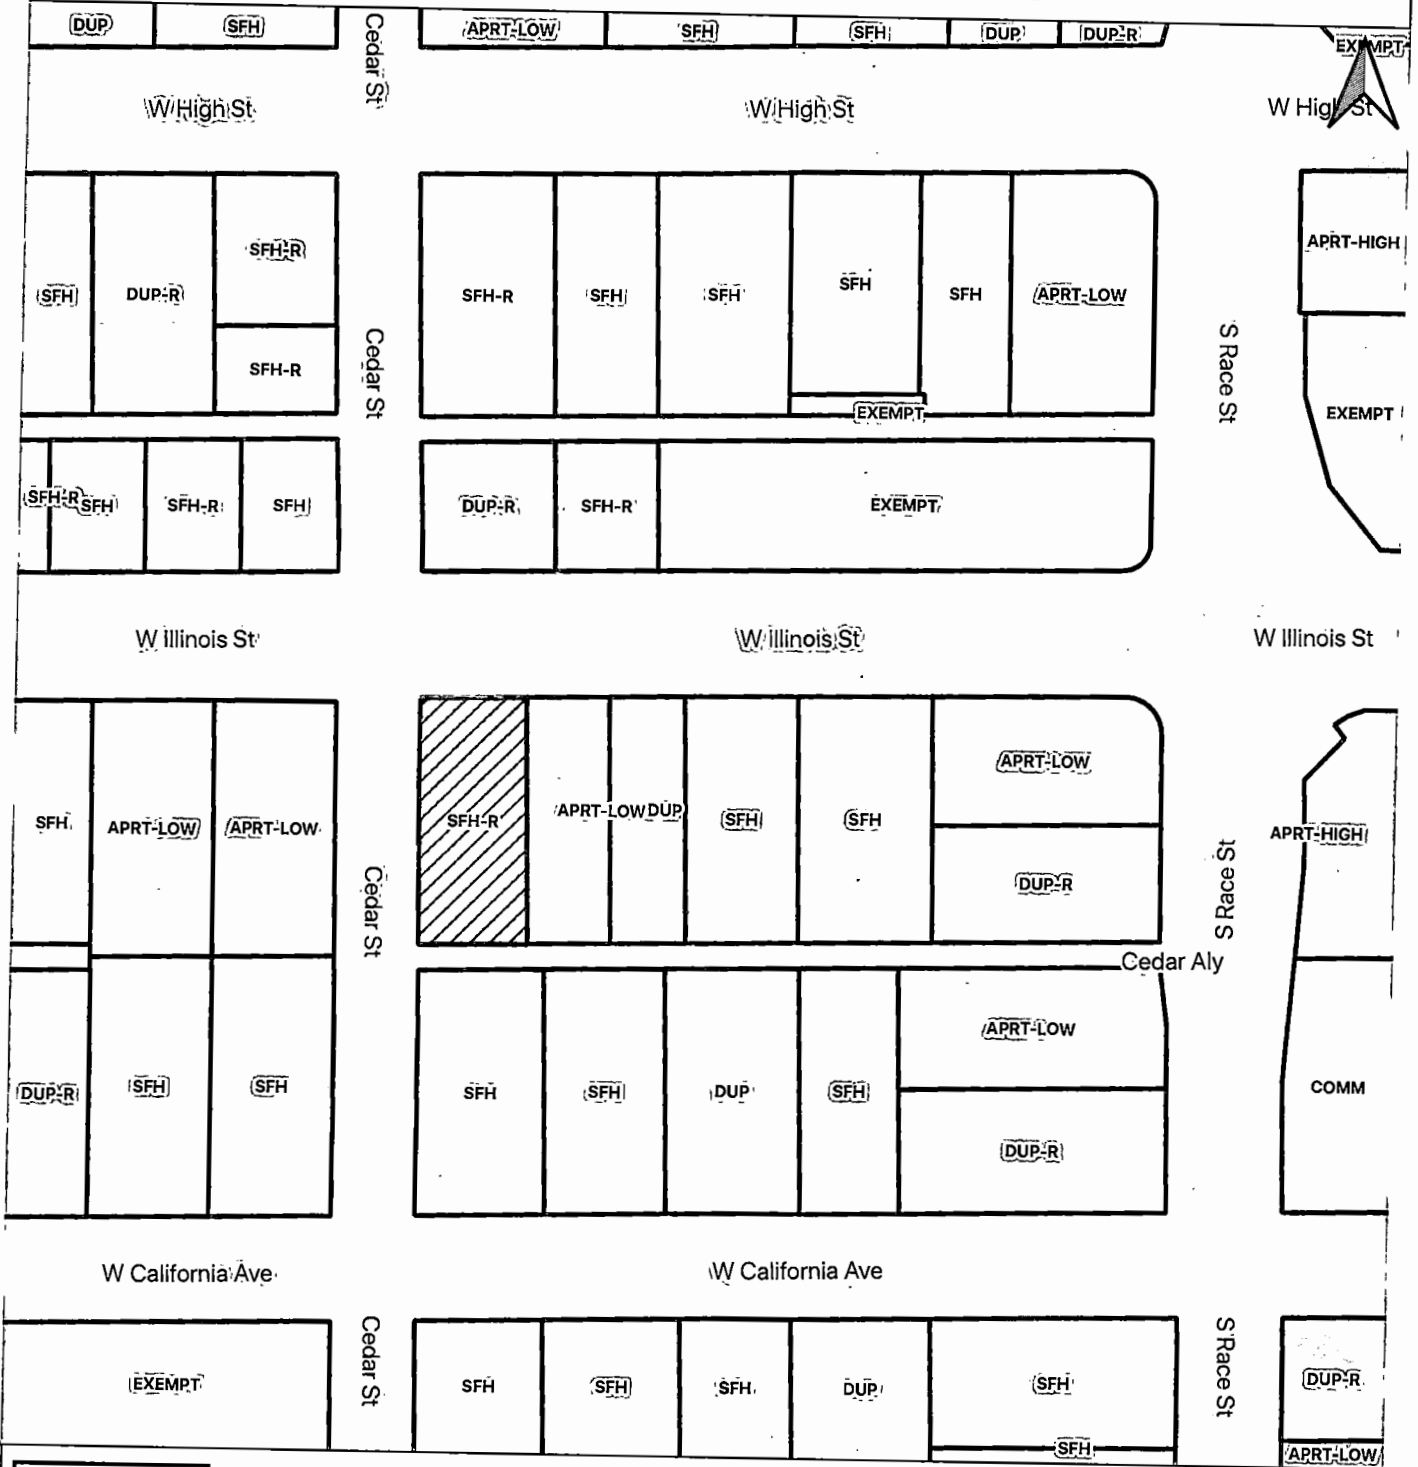 DUP SFH APRT-LOW SFH SFH DUP DUP-R EXEMPT
Cedar St
W High St W High St W High St
SFH DUP-R SFH-R SFH-R SFH SFH SFH SFH APRT-LOW APRT-HIGH
SFH-R
Cedar St
S Race St
EXEMPT EXEMPT
SFH-R SFH SFH-R SFH DUP-R SFH-R EXEMPT
W Illinois St W Illinois St W Illinois St
SFH APRT-LOW APRT-LOW SFH-R APRT-LOW DUP SFH SFH APRT-LOW APRT-HIGH
DUP-R
Cedar St
S Race St
Cedar Aly
DUP-R SFH SFH SFH SFH DUP SFH APRT-LOW COMM
DUP-R
W California Ave W California Ave
Cedar St
S Race St
EXEMPT SFH SFH SFH DUP SFH DUP-R
SFH APRT-LOW